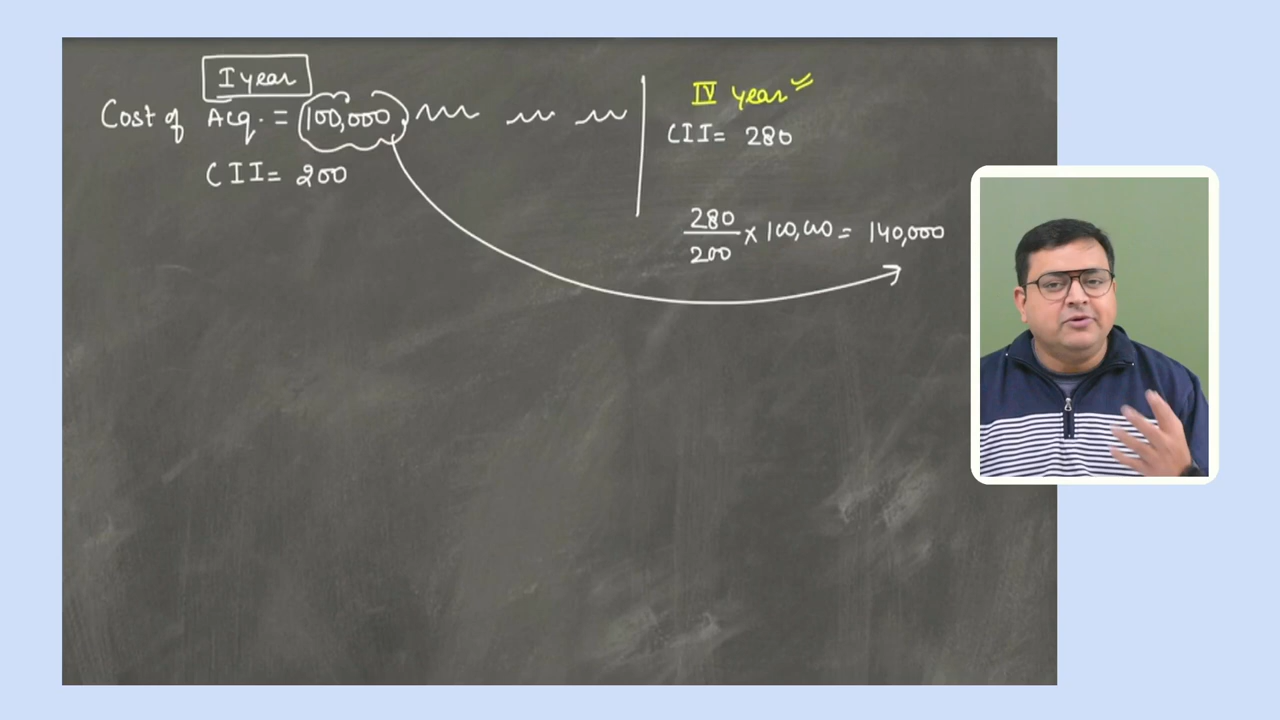 I year
Cost of Acq. = 100,000
CII = 200
IV year
CII = 280
280
200
× 100,000 = 140,000